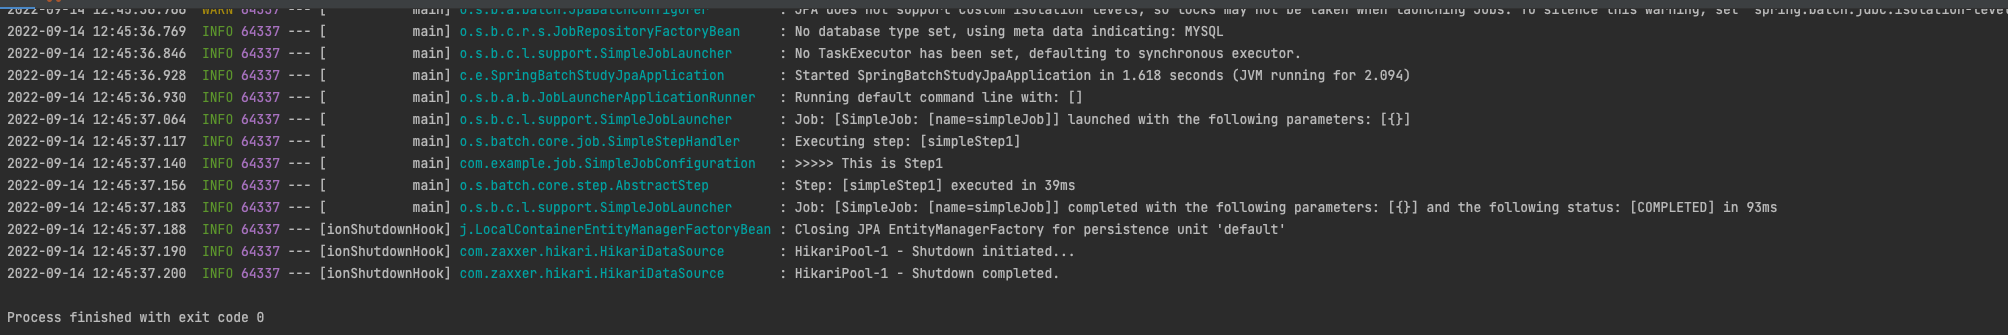 2022-09-14 12:45:36.768  WARN 64337 --- [           main] o.s.b.a.batch.JpaBatchConfigurer         : JPA does not support custom isolation levels, so locks may not be taken when launching Jobs. To silence this warning, set 'spring.batch.jdbc.isolation-leve
2022-09-14 12:45:36.769  INFO 64337 --- [           main] o.s.b.c.r.s.JobRepositoryFactoryBean     : No database type set, using meta data indicating: MYSQL
2022-09-14 12:45:36.846  INFO 64337 --- [           main] o.s.b.c.l.support.SimpleJobLauncher      : No TaskExecutor has been set, defaulting to synchronous executor.
2022-09-14 12:45:36.928  INFO 64337 --- [           main] c.e.SpringBatchStudyJpaApplication       : Started SpringBatchStudyJpaApplication in 1.618 seconds (JVM running for 2.094)
2022-09-14 12:45:36.930  INFO 64337 --- [           main] o.s.b.a.b.JobLauncherApplicationRunner   : Running default command line with: []
2022-09-14 12:45:37.064  INFO 64337 --- [           main] o.s.b.c.l.support.SimpleJobLauncher      : Job: [SimpleJob: [name=simpleJob]] launched with the following parameters: [{}]
2022-09-14 12:45:37.117  INFO 64337 --- [           main] o.s.batch.core.job.SimpleStepHandler     : Executing step: [simpleStep1]
2022-09-14 12:45:37.140  INFO 64337 --- [           main] com.example.job.SimpleJobConfiguration   : >>>>> This is Step1
2022-09-14 12:45:37.156  INFO 64337 --- [           main] o.s.batch.core.step.AbstractStep         : Step: [simpleStep1] executed in 39ms
2022-09-14 12:45:37.183  INFO 64337 --- [           main] o.s.b.c.l.support.SimpleJobLauncher      : Job: [SimpleJob: [name=simpleJob]] completed with the following parameters: [{}] and the following status: [COMPLETED] in 93ms
2022-09-14 12:45:37.188  INFO 64337 --- [ionShutdownHook] j.LocalContainerEntityManagerFactoryBean : Closing JPA EntityManagerFactory for persistence unit 'default'
2022-09-14 12:45:37.190  INFO 64337 --- [ionShutdownHook] com.zaxxer.hikari.HikariDataSource       : HikariPool-1 - Shutdown initiated...
2022-09-14 12:45:37.200  INFO 64337 --- [ionShutdownHook] com.zaxxer.hikari.HikariDataSource       : HikariPool-1 - Shutdown completed.
Process finished with exit code 0